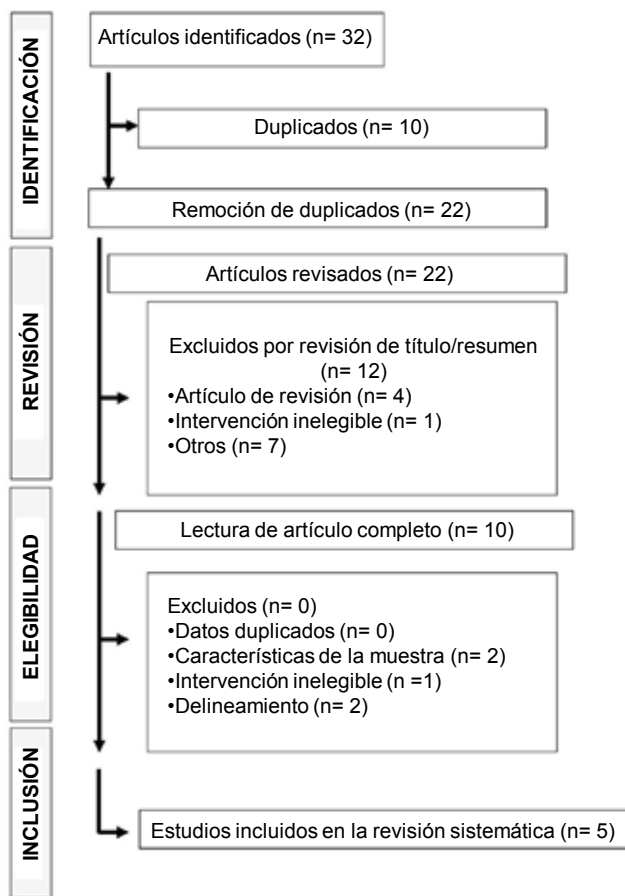 IDENTIFICACIÓN
Artículos identificados (n= 32)
Duplicados (n= 10)
Remoción de duplicados (n= 22)
REVISIÓN
Artículos revisados (n= 22)
Excluidos por revisión de título/resumen
(n= 12)
•Artículo de revisión (n= 4)
•Intervención inelegible (n= 1)
•Otros (n= 7)
ELEGIBILIDAD
Lectura de artículo completo (n= 10)
Excluidos (n= 0)
•Datos duplicados (n= 0)
•Características de la muestra (n= 2)
•Intervención inelegible (n =1)
•Delineamiento (n= 2)
INCLUSIÓN
Estudios incluidos en la revisión sistemática (n= 5)